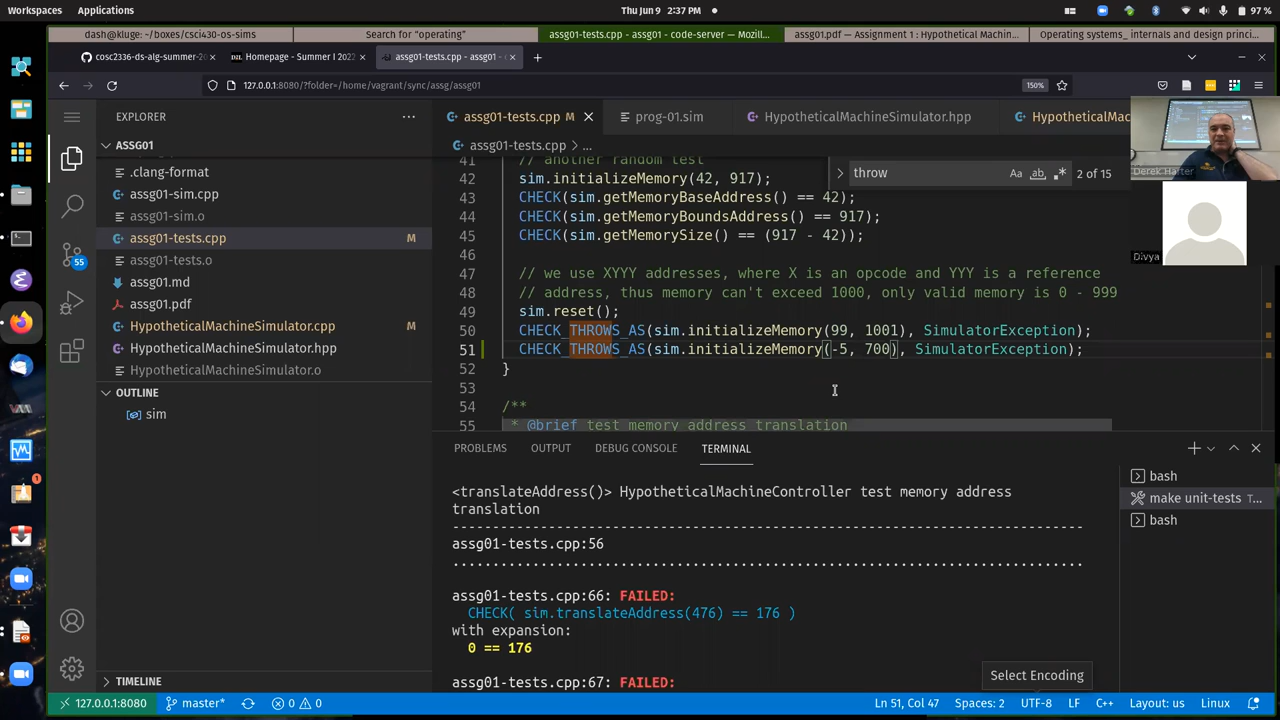 Workspaces
Applications
Thu Jun 9 2:37 PM
97 %
dash@kluge: ~/boxes/csci430-os-sims
Search for "operating"
assg01-tests.cpp - assg01 - code-server — Mozill...
assg01.pdf — Assignment 1 : Hypothetical Machin...
Operating systems_ internals and design princi...
cosc2336-ds-alg-summer-20
Homepage - Summer I 2022
assg01-tests.cpp - assg01 - c
127.0.0.1:8080/?folder=/home/vagrant/sync/assg/assg01
150%
EXPLORER
ASSG01
.clang-format
assg01-sim.cpp
assg01-sim.o
assg01-tests.cpp M
assg01-tests.o
assg01.md
assg01.pdf
HypotheticalMachineSimulator.cpp M
HypotheticalMachineSimulator.hpp
HypotheticalMachineSimulator.o
OUTLINE
sim
TIMELINE
55
1
assg01-tests.cpp M
prog-01.sim
HypotheticalMachineSimulator.hpp
HypotheticalMac
assg01-tests.cpp > ...
throw
Aa ab
2 of 15
41 // another random test
42 sim.initializeMemory(42, 917);
43 CHECK(sim.getMemoryBaseAddress() == 42);
44 CHECK(sim.getMemoryBoundsAddress() == 917);
45 CHECK(sim.getMemorySize() == (917 - 42));
46
47 // we use XYYY addresses, where X is an opcode and YYY is a reference
48 // address, thus memory can't exceed 1000, only valid memory is 0 - 999
49 sim.reset();
50 CHECK_THROWS_AS(sim.initializeMemory(99, 1001), SimulatorException);
51 CHECK_THROWS_AS(sim.initializeMemory(-5, 700), SimulatorException);
52 }
53
54 /**
55 * @brief test memory address translation
Derek Harter
Divya
PROBLEMS
OUTPUT
DEBUG CONSOLE
TERMINAL
<translateAddress()> HypotheticalMachineController test memory address
translation
assg01-tests.cpp:56
assg01-tests.cpp:66: FAILED:
CHECK( sim.translateAddress(476) == 176 )
with expansion:
0 == 176
assg01-tests.cpp:67: FAILED:
bash
make unit-tests T...
bash
Select Encoding
127.0.0.1:8080
master*
0 0
Ln 51, Col 47
Spaces: 2
UTF-8
LF
C++
Layout: us
Linux